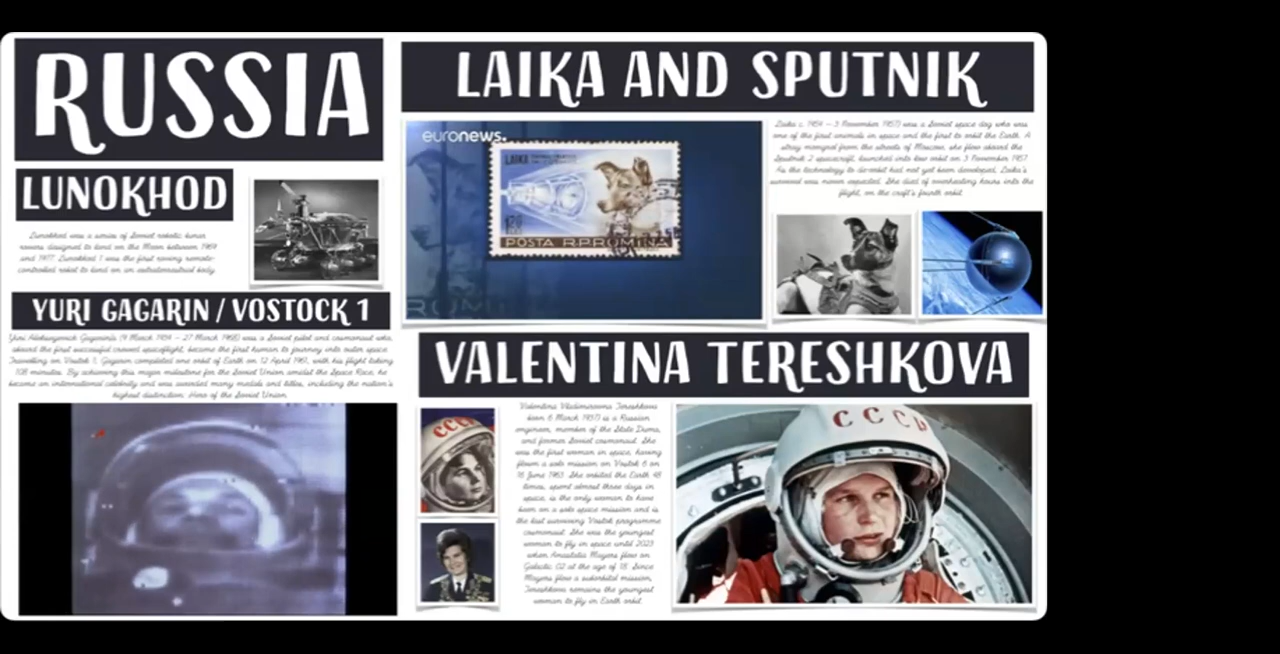 RUSSIA
LUNOKHOD
Lunokhod was a series of Soviet robotic lunar
rovers designed to land on the Moon between 1969
and 1977. Lunokhod 1 was the first roving remote-
controlled robot to land on an extraterrestrial body
YURI GAGARIN / VOSTOCK 1
Yuri Alekseyevich Gagarin (9 March 1934 – 27 March 1968) was a Soviet pilot and cosmonaut who,
aboard the first successful crewed spaceflight, became the first human to journey into outer space.
Travelling on Vostok 1, Gagarin completed one orbit of Earth on 12 April 1961, with his flight taking
108 minutes. By achieving this major milestone for the Soviet Union amidst the Space Race, he
became an international celebrity and was awarded many medals and titles, including the nation's
highest distinction: Hero of the Soviet Union.
LAIKA AND SPUTNIK
euronews.
LAIKA
POSTA R.P.ROMINA
Laika c. 1954 – 3 November 1957) was a Soviet space dog who was
one of the first animals in space and the first to orbit the Earth. A
stray mongrel from the streets of Moscow, she flew aboard the
Sputnik 2 spacecraft, launched into low orbit on 3 November 1957.
As the technology to de-orbit had not yet been developed, Laika's
survival was never expected. She died of overheating hours into the
flight, on the craft's fourth orbit.
VALENTINA TERESHKOVA
CCCP
Valentina Vladimirovna Tereshkova
born 6 March 1937) is a Russian
engineer, member of the State Duma,
and former Soviet cosmonaut. She
was the first woman in space, having
flown a solo mission on Vostok 6 on
16 June 1963. She orbited the Earth 48
times, spent almost three days in
space, is the only woman to have
been on a solo space mission and is
the last surviving Vostok programme
cosmonaut. She was the youngest
woman to fly in space until 2023
when Anastatia Mayers flew on
Galactic 02 at the age of 18. Since
Mayers flew a suborbital mission,
Tereshkova remains the youngest
woman to fly in Earth orbit.
СССР